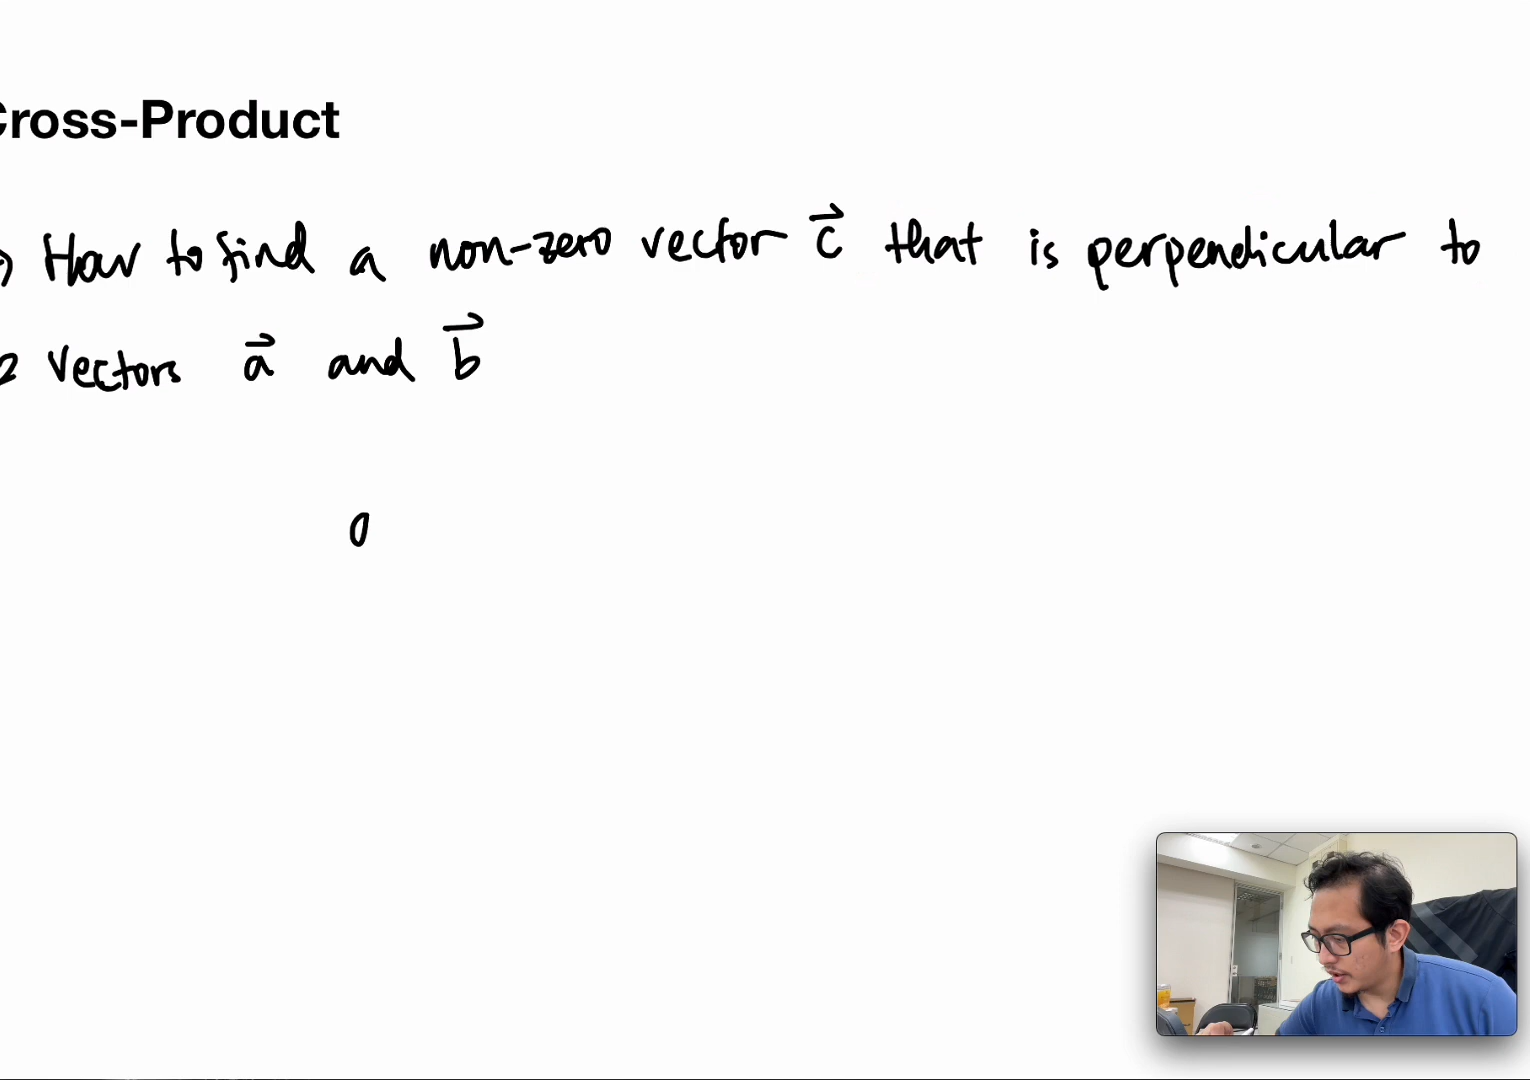 Cross-Product
How to find a non-zero vector c⃗ that is perpendicular to
2 vectors a⃗ and b⃗
0